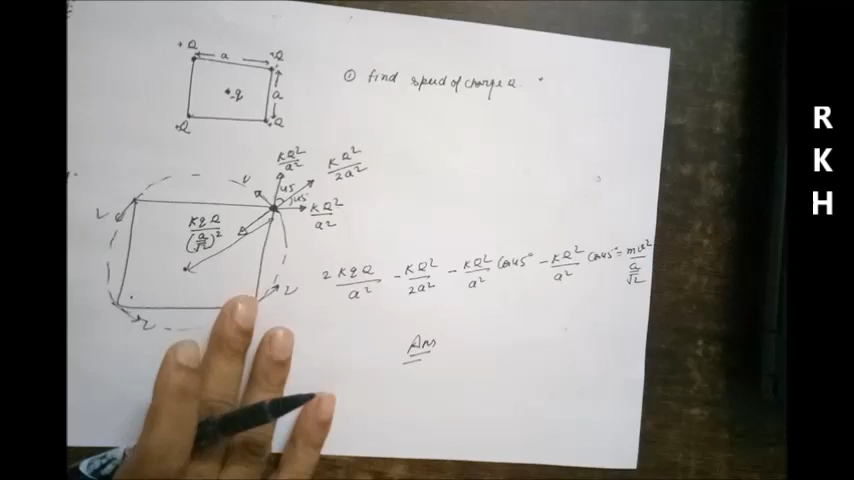 +Q a +Q
① find speed of charge Q.
-q a
+Q +Q
KQ²/a² KQ²/2a²
v 45 45°
v KqQ/(a/√2)² KQ²/a²
2KqQ/a² - KQ²/2a² - KQ²/a² cos45° - KQ²/a² cos45° = mv²/(a/√2)
v
v
Ans
R
K
H